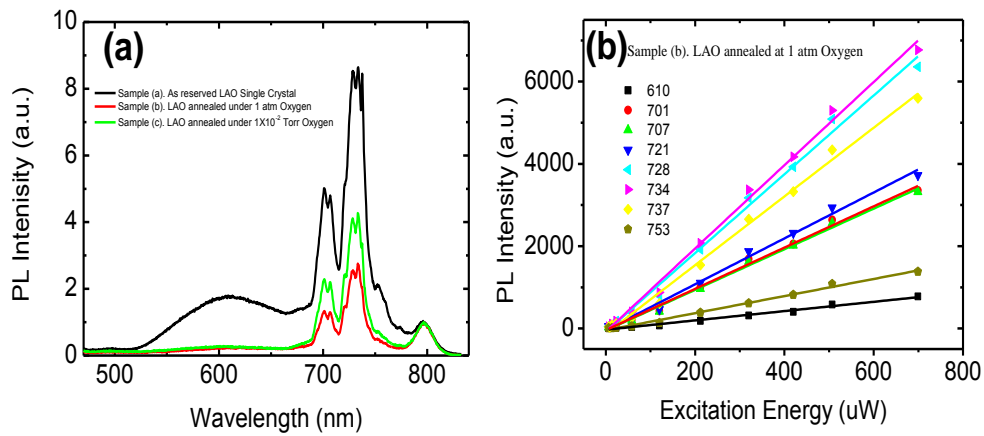 (a)
Sample (a). As reserved LAO Single Crystal
Sample (b). LAO annealed under 1 atm Oxygen
Sample (c). LAO annealed under 1X10⁻² Torr Oxygen
PL Intenisity (a.u.)
10
8
6
4
2
0
500 600 700 800
Wavelength (nm)
(b)
Sample (b). LAO annealed at 1 atm Oxygen
610
701
707
721
728
734
737
753
PL Intensity (a.u.)
6000
4000
2000
0
0 200 400 600 800
Excitation Energy (uW)